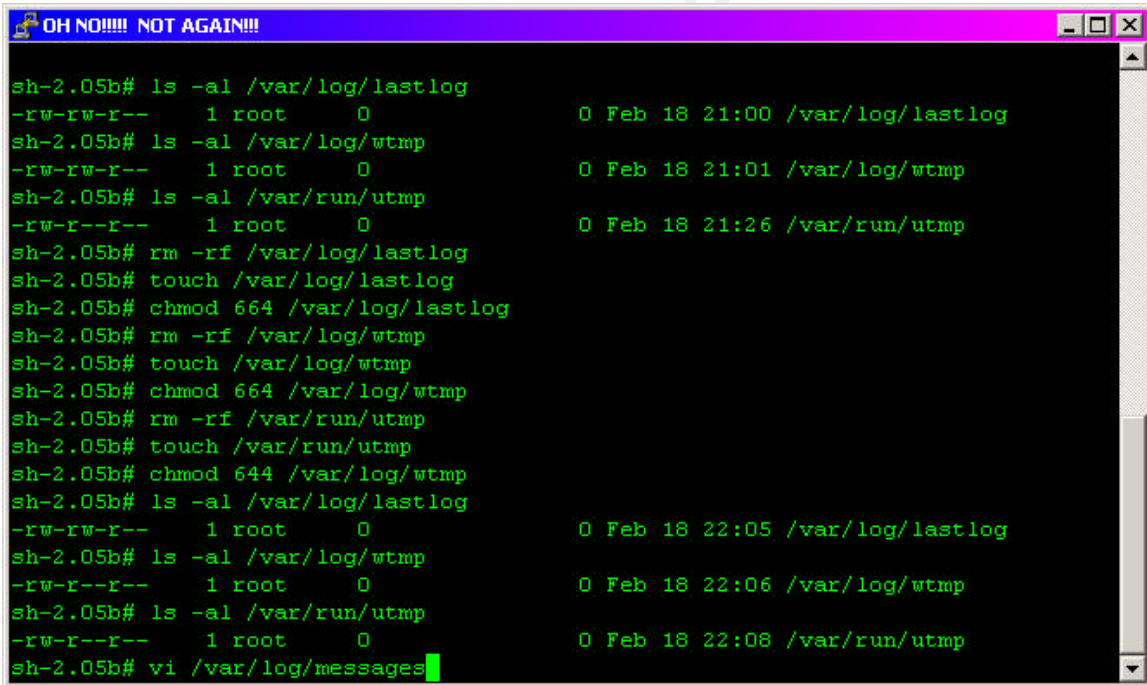 OH NO!!!!! NOT AGAIN!!!
sh-2.05b# ls -al /var/log/lastlog
-rw-rw-r-- 1 root 0 0 Feb 18 21:00 /var/log/lastlog
sh-2.05b# ls -al /var/log/wtmp
-rw-rw-r-- 1 root 0 0 Feb 18 21:01 /var/log/wtmp
sh-2.05b# ls -al /var/run/utmp
-rw-r--r-- 1 root 0 0 Feb 18 21:26 /var/run/utmp
sh-2.05b# rm -rf /var/log/lastlog
sh-2.05b# touch /var/log/lastlog
sh-2.05b# chmod 664 /var/log/lastlog
sh-2.05b# rm -rf /var/log/wtmp
sh-2.05b# touch /var/log/wtmp
sh-2.05b# chmod 664 /var/log/wtmp
sh-2.05b# rm -rf /var/run/utmp
sh-2.05b# touch /var/run/utmp
sh-2.05b# chmod 644 /var/log/wtmp
sh-2.05b# ls -al /var/log/lastlog
-rw-rw-r-- 1 root 0 0 Feb 18 22:05 /var/log/lastlog
sh-2.05b# ls -al /var/log/wtmp
-rw-r--r-- 1 root 0 0 Feb 18 22:06 /var/log/wtmp
sh-2.05b# ls -al /var/run/utmp
-rw-r--r-- 1 root 0 0 Feb 18 22:08 /var/run/utmp
sh-2.05b# vi /var/log/messages